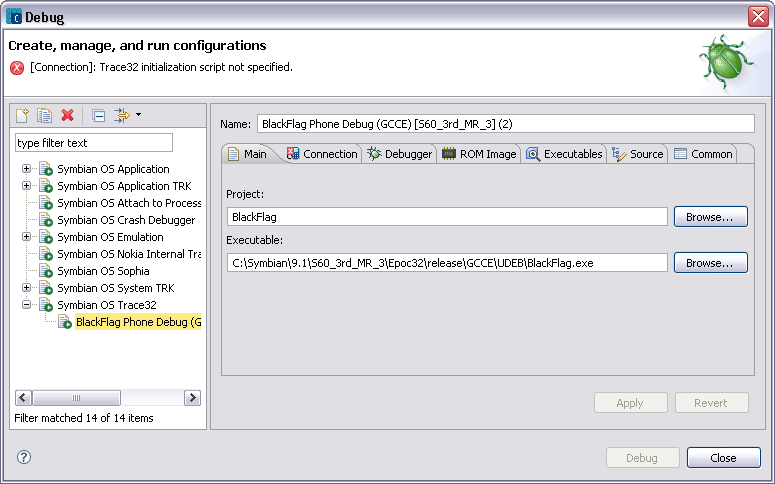 Debug
Create, manage, and run configurations
[Connection]: Trace32 initialization script not specified.
type filter text
Symbian OS Application
Symbian OS Application TRK
Symbian OS Attach to Process
Symbian OS Crash Debugger
Symbian OS Emulation
Symbian OS Nokia Internal Tra
Symbian OS Sophia
Symbian OS System TRK
Symbian OS Trace32
BlackFlag Phone Debug (G
Filter matched 14 of 14 items
Name: BlackFlag Phone Debug (GCCE) [S60_3rd_MR_3] (2)
Main Connection Debugger ROM Image Executables Source Common
Project:
BlackFlag Browse...
Executable:
C:\Symbian\9.1\S60_3rd_MR_3\Epoc32\release\GCCE\UDEB\BlackFlag.exe Browse...
Apply Revert
? Debug Close